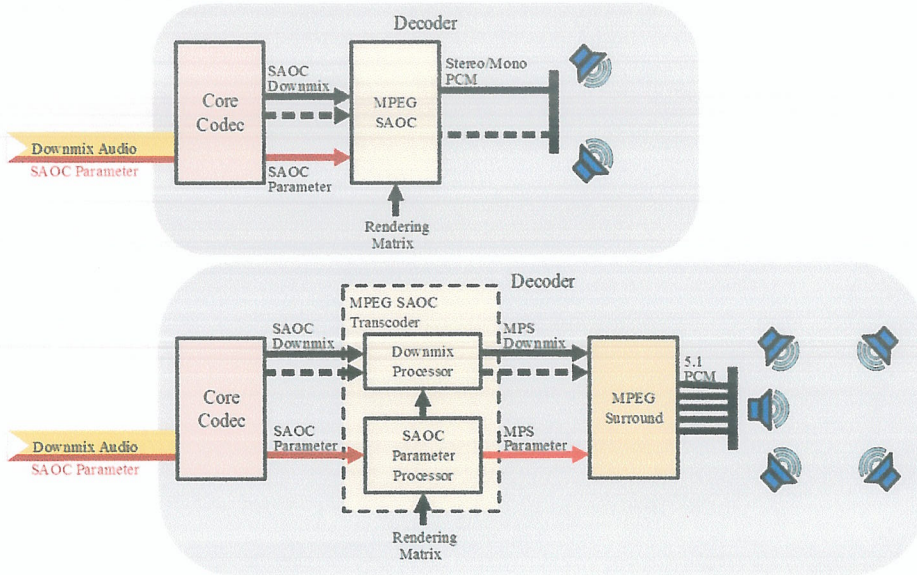 Decoder
SAOC
Downmix
Stereo/Mono
PCM
Core
Codec
MPEG
SAOC
Downmix Audio
SAOC Parameter
SAOC
Parameter
Rendering
Matrix
Decoder
MPEG SAOC
Transcoder
SAOC
Downmix
MPS
Downmix
Downmix
Processor
5.1
PCM
Core
Codec
MPEG
Surround
SAOC
Parameter
SAOC
Parameter
Processor
MPS
Parameter
Downmix Audio
SAOC Parameter
Rendering
Matrix